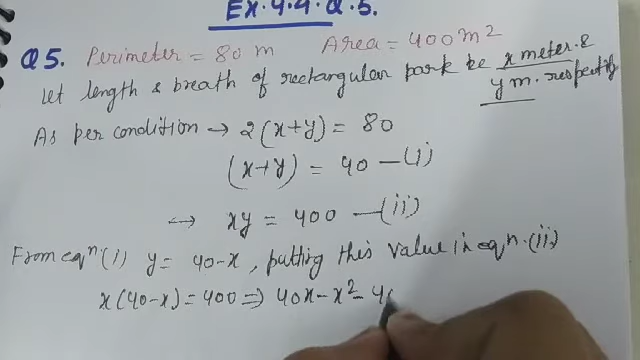 Ex.4.4.Q.5.
Q5. Perimeter = 80 m Area = 400 m²
Let length & breath of rectangular park be x meter &
y m. respectify
As per condition → 2(x+y) = 80
(x+y) = 40 —(i)
↔ xy = 400 —(ii)
From eqⁿ(i) y = 40-x, putting this value in eqⁿ.(ii)
x(40-x) = 400 ⇒ 40x - x² - 4